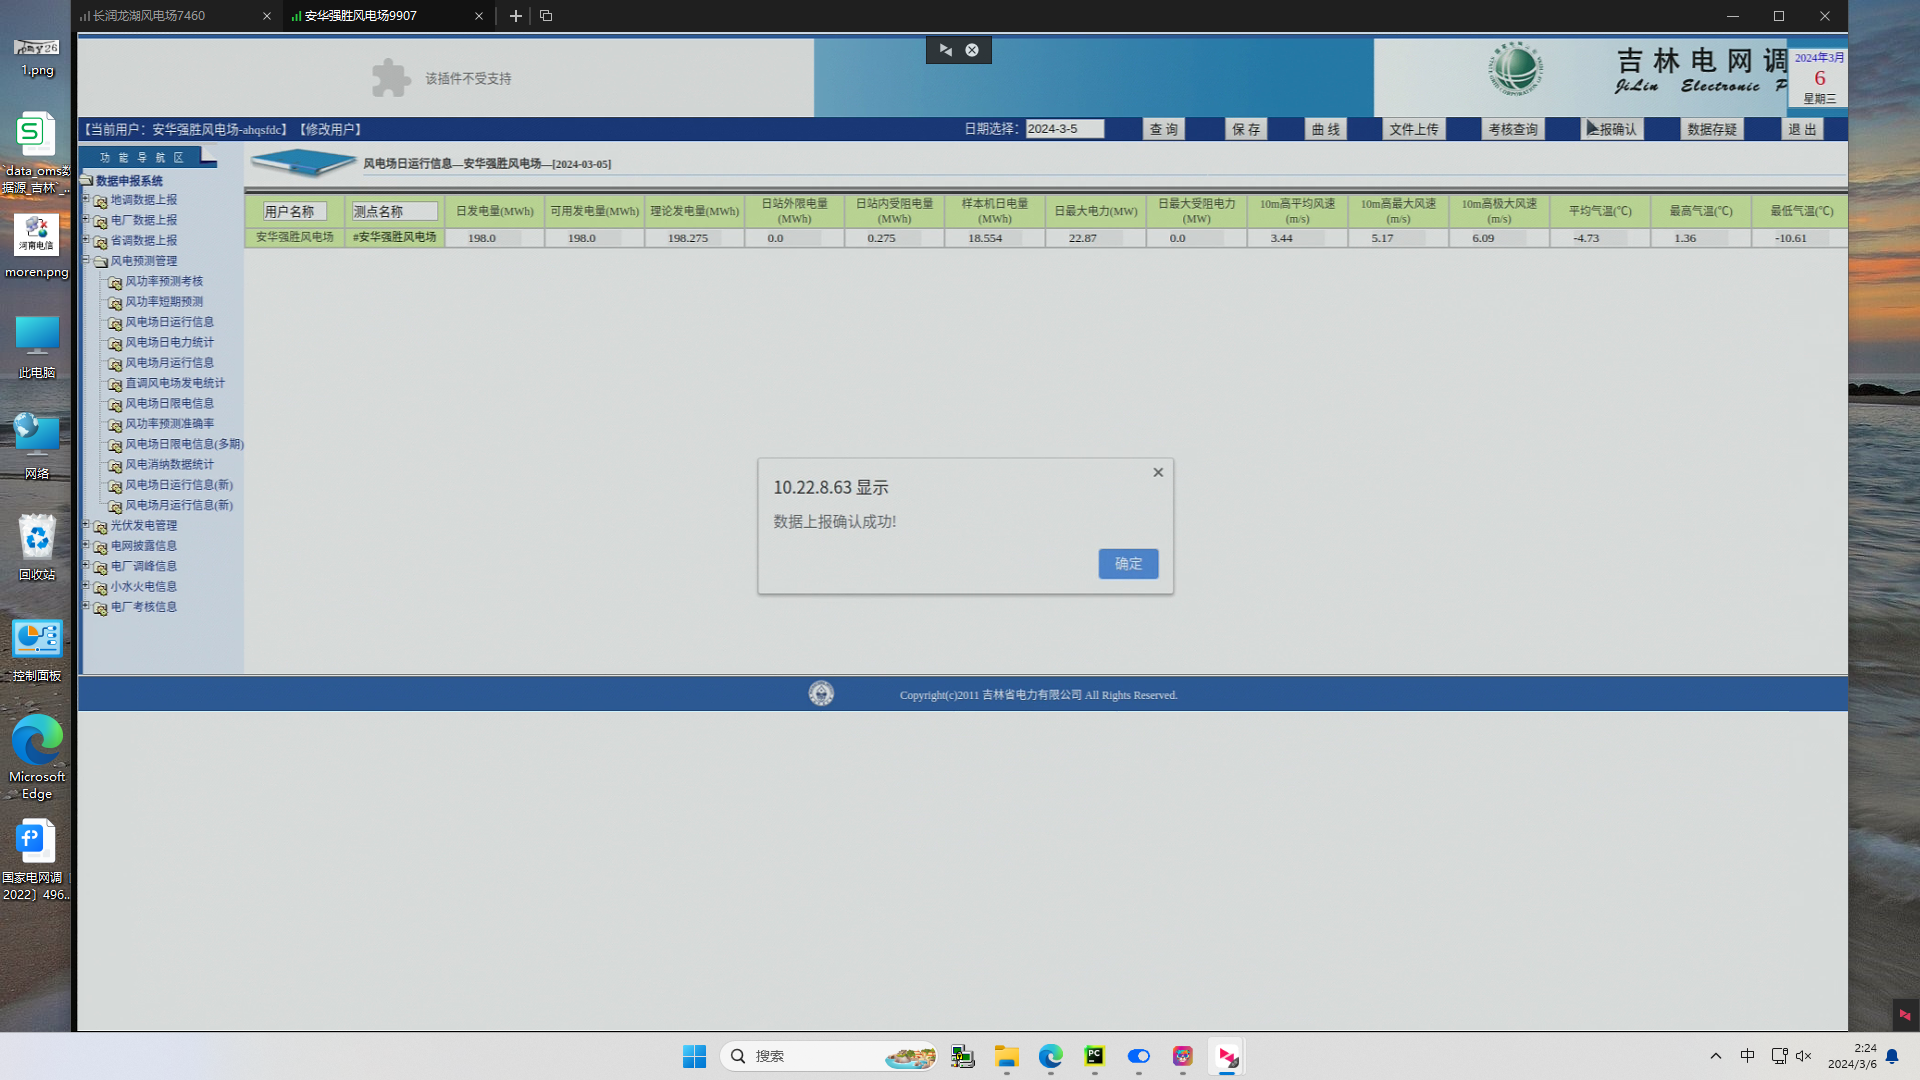 长润龙湖风电场7460
安华强胜风电场9907
该插件不受支持
吉林电网调
JiLin Electronic P
2024年3月
6
星期三
【当前用户：安华强胜风电场-ahqsfdc】【修改用户】
日期选择：
2024-3-5
查 询
保 存
曲 线
文件上传
考核查询
报确认
数据存疑
退 出
功 能 导 航 区
数据申报系统
地调数据上报
电厂数据上报
省调数据上报
风电预测管理
风功率预测考核
风功率短期预测
风电场日运行信息
风电场日电力统计
风电场月运行信息
直调风电场发电统计
风电场日限电信息
风功率预测准确率
风电场日限电信息(多期)
风电消纳数据统计
风电场日运行信息(新)
风电场月运行信息(新)
光伏发电管理
电网披露信息
电厂调峰信息
小水火电信息
电厂考核信息
风电场日运行信息—安华强胜风电场—[2024-03-05]
用户名称 测点名称 日发电量(MWh) 可用发电量(MWh) 理论发电量(MWh) 日站外限电量(MWh) 日站内受阻电量(MWh) 样本机日电量(MWh) 日最大电力(MW) 日最大受阻电力(MW) 10m高平均风速(m/s) 10m高最大风速(m/s) 10m高极大风速(m/s) 平均气温(℃) 最高气温(℃) 最低气温(℃)
安华强胜风电场 #安华强胜风电场 198.0 198.0 198.275 0.0 0.275 18.554 22.87 0.0 3.44 5.17 6.09 -4.73 1.36 -10.61
10.22.8.63 显示
数据上报确认成功!
确定
Copyright(c)2011 吉林省电力有限公司 All Rights Reserved.
1.png
`data_oms数
据源_吉林`_...
河南电信
moren.png
此电脑
网络
回收站
控制面板
Microsoft
Edge
国家电网调
2022〕496...
搜索
中
2:24
2024/3/6